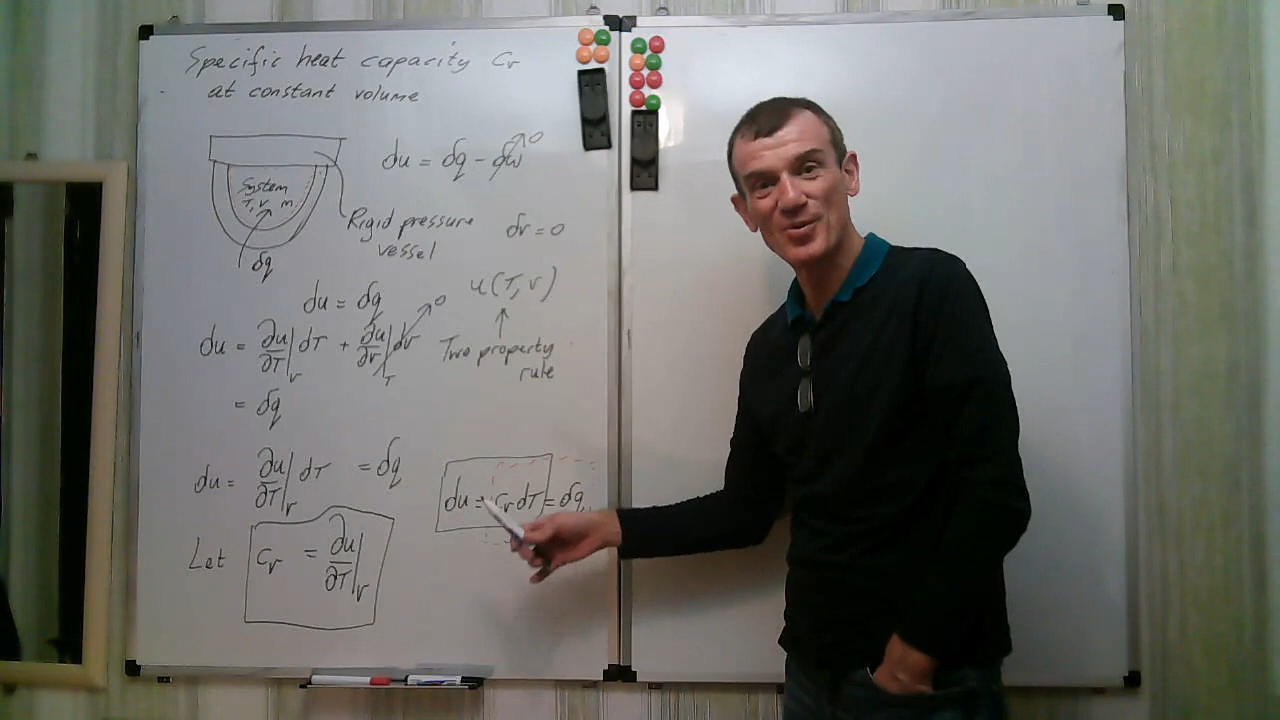 Specific heat capacity Cv
at constant volume
du = δq - δw → 0
System
T, v m
Rigid pressure
vessel
dv = 0
δq
du = δq
u(T, v)
du = ∂u/∂T|v dT + ∂u/∂v|T dv → 0
Two property
rule
= δq
du = ∂u/∂T|v dT = δq
du = cv dT = δq
Let cv = ∂u/∂T|v